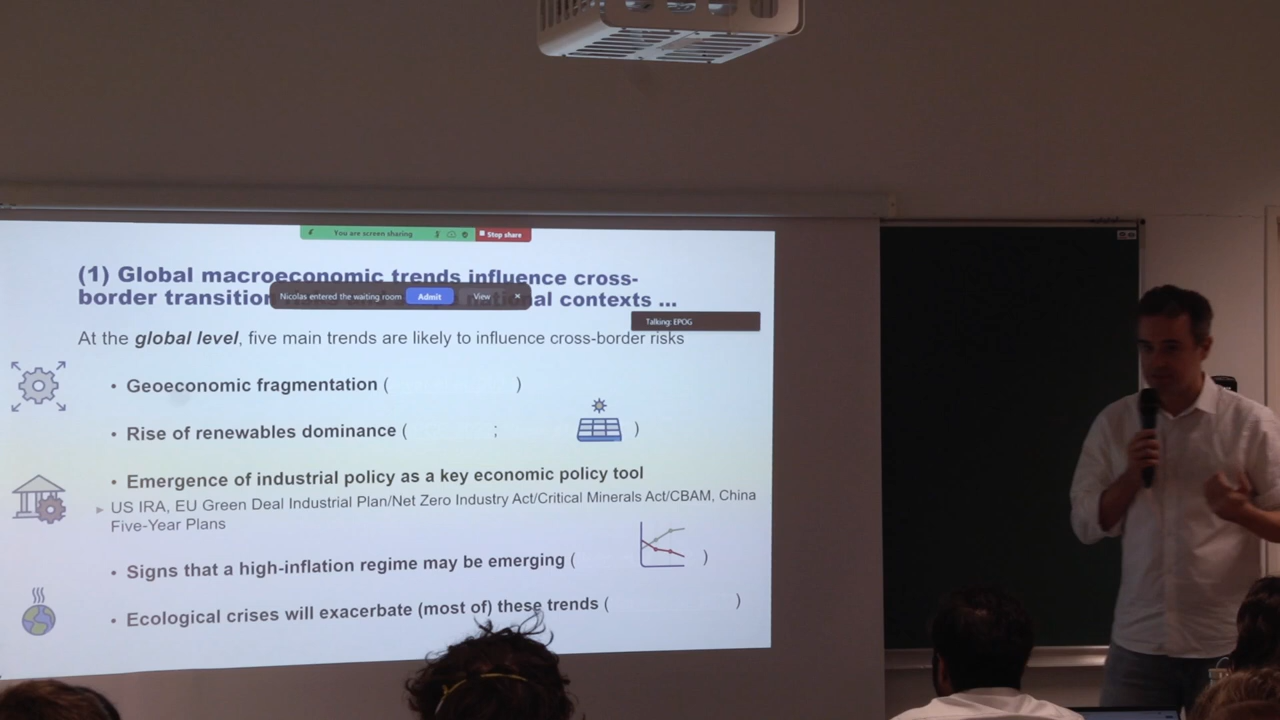 You are screen sharing Stop share
(1) Global macroeconomic trends influence cross-
border transition national contexts ...
Nicolas entered the waiting room Admit View ×
Talking: EPOG
At the global level, five main trends are likely to influence cross-border risks
• Geoeconomic fragmentation ( )
• Rise of renewables dominance ( ; )
• Emergence of industrial policy as a key economic policy tool
US IRA, EU Green Deal Industrial Plan/Net Zero Industry Act/Critical Minerals Act/CBAM, China
Five-Year Plans
• Signs that a high-inflation regime may be emerging ( )
• Ecological crises will exacerbate (most of) these trends ( )